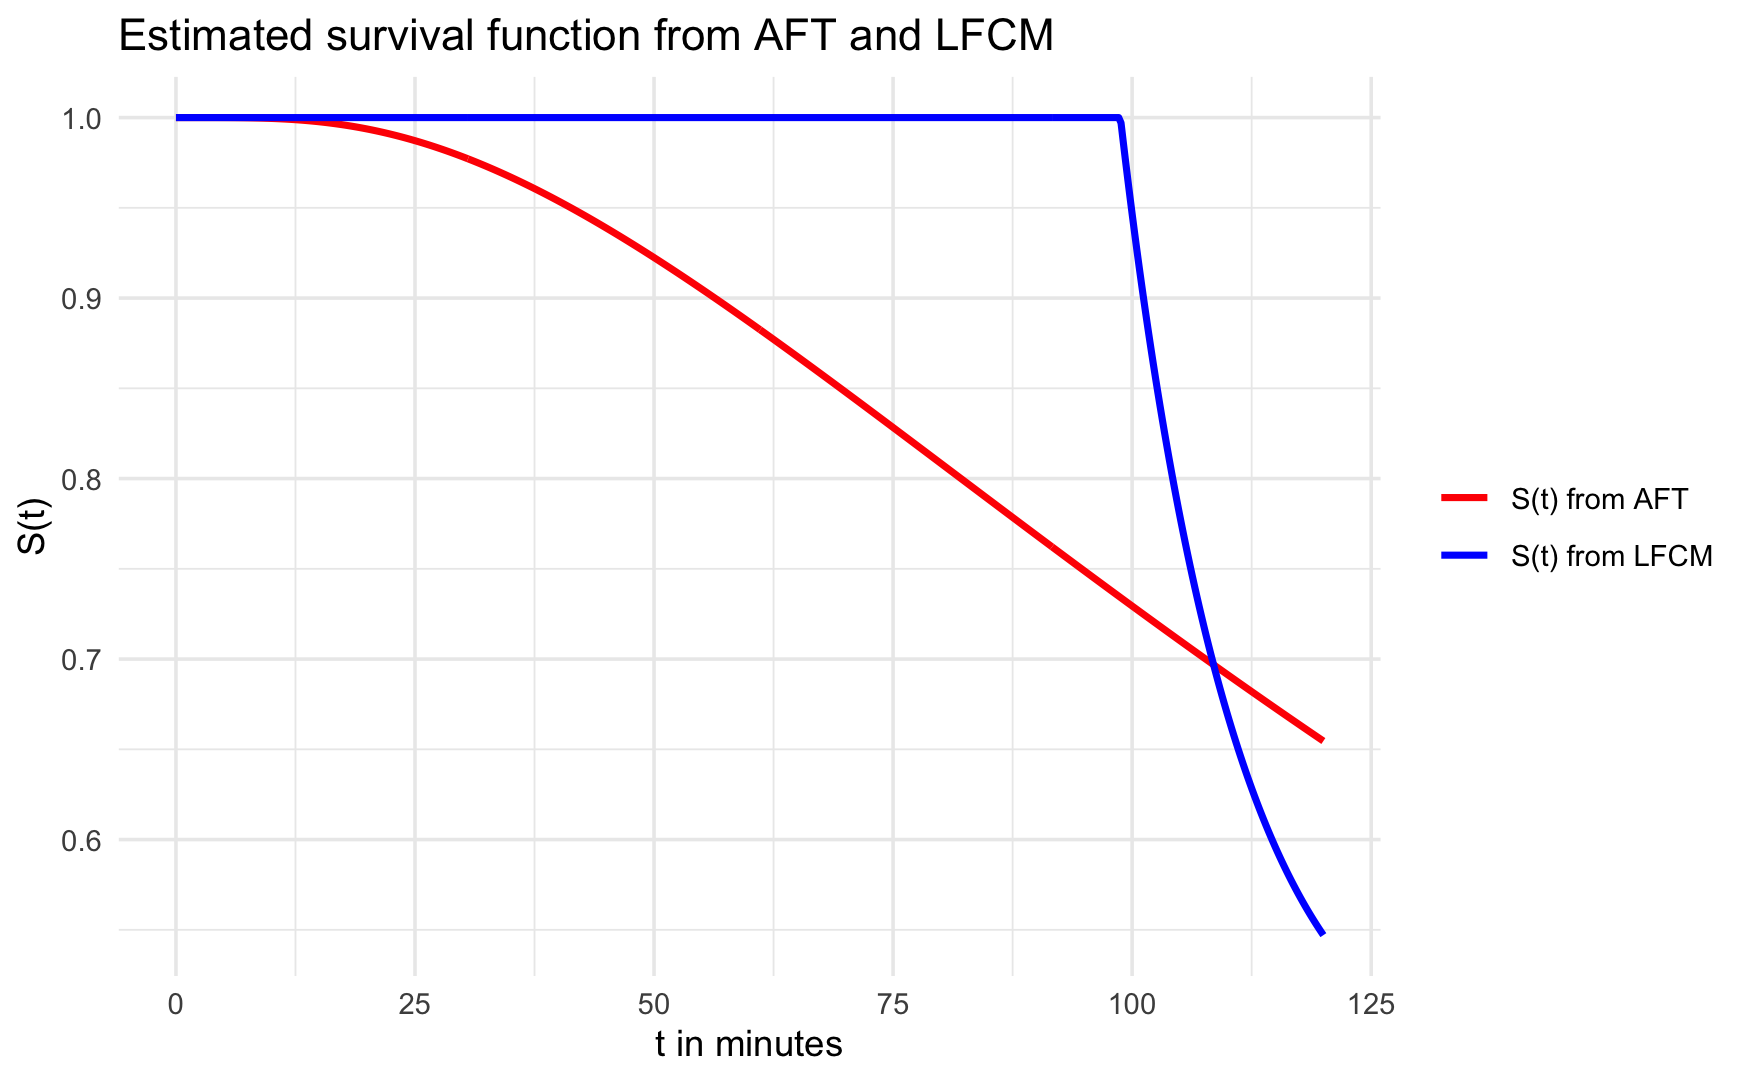 Estimated survival function from AFT and LFCM
1.0
0.9
0.8
0.7
0.6
S(t)
0 25 50 75 100 125
t in minutes
S(t) from AFT
S(t) from LFCM